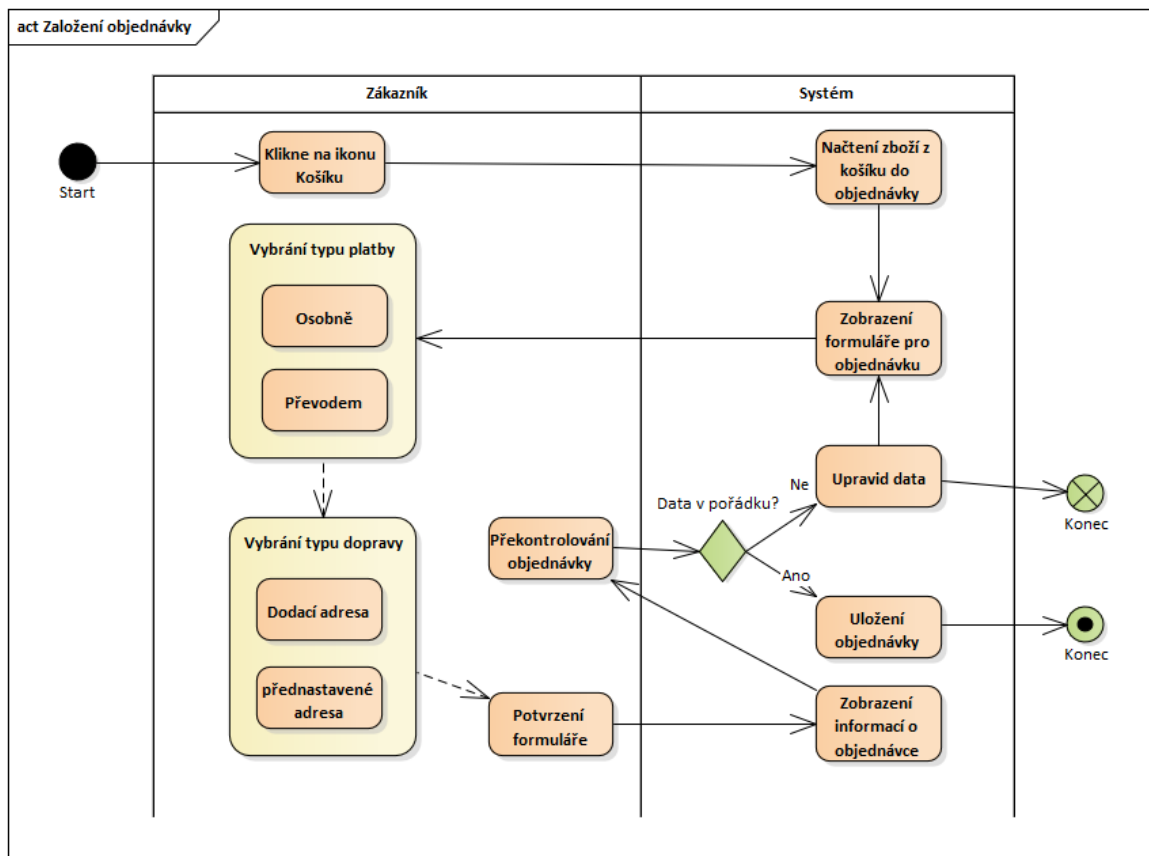 act Založení objednávky
Zákazník
Systém
Start
Klikne na ikonu
Košíku
Načtení zboží z
košíku do
objednávky
Vybrání typu platby
Osobně
Převodem
Zobrazení
formuláře pro
objednávku
Upravid data
Ne
Data v pořádku?
Konec
Vybrání typu dopravy
Dodací adresa
přednastavené
adresa
Překontrolování
objednávky
Ano
Uložení
objednávky
Konec
Potvrzení
formuláře
Zobrazení
informací o
objednávce